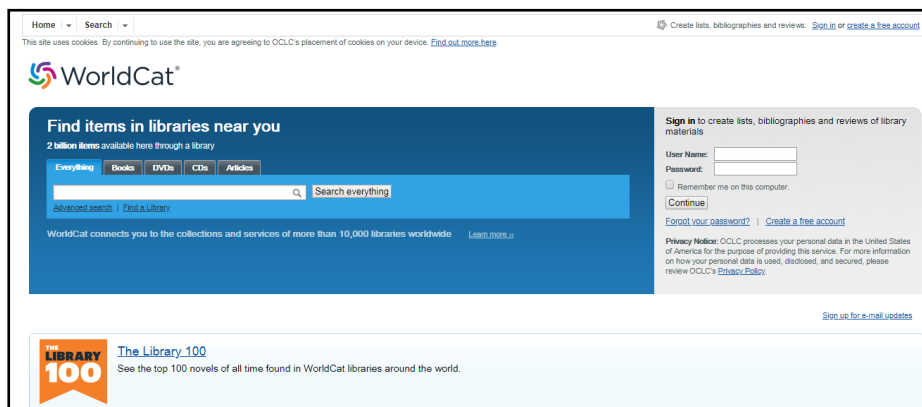 Home Search Create lists, bibliographies and reviews: Sign in or create a free account
This site uses cookies. By continuing to use the site, you are agreeing to OCLC's placement of cookies on your device. Find out more here.
WorldCat®
Find items in libraries near you
2 billion items available here through a library
Everything Books DVDs CDs Articles
Search everything
Advanced search | Find a Library
WorldCat connects you to the collections and services of more than 10,000 libraries worldwide Learn more »
Sign in to create lists, bibliographies and reviews of library
materials
User Name:
Password:
Remember me on this computer.
Continue
Forgot your password? | Create a free account
Privacy Notice: OCLC processes your personal data in the United States
of America for the purpose of providing this service. For more information
on how your personal data is used, disclosed, and secured, please
review OCLC's Privacy Policy.
Sign up for e-mail updates
THE
LIBRARY
100
The Library 100
See the top 100 novels of all time found in WorldCat libraries around the world.